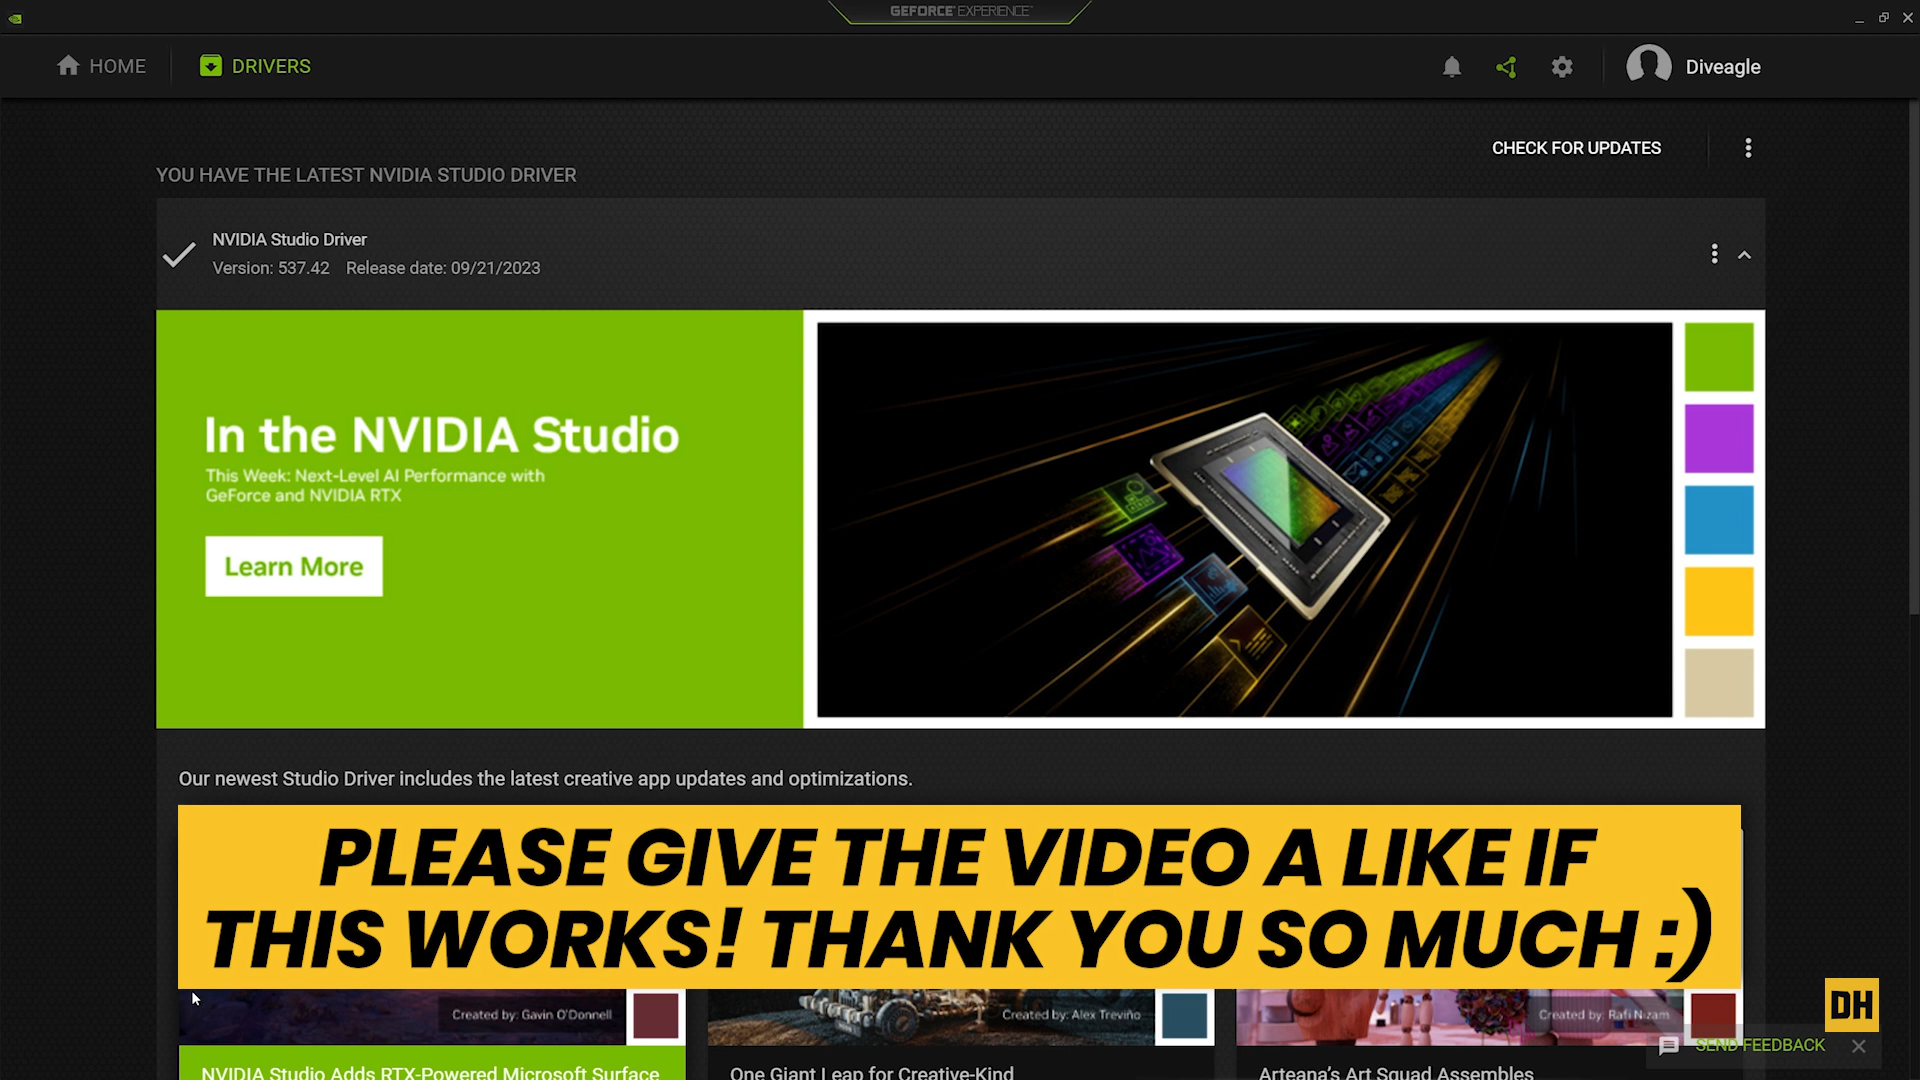 GEFORCE EXPERIENCE
HOME
DRIVERS
Diveagle
CHECK FOR UPDATES
YOU HAVE THE LATEST NVIDIA STUDIO DRIVER
NVIDIA Studio Driver
Version: 537.42 Release date: 09/21/2023
In the NVIDIA Studio
This Week: Next-Level AI Performance with
GeForce and NVIDIA RTX
Learn More
Our newest Studio Driver includes the latest creative app updates and optimizations.
PLEASE GIVE THE VIDEO A LIKE IF
THIS WORKS! THANK YOU SO MUCH :)
Created by: Gavin O'Donnell
Created by: Alex Treviño
Created by: Rafi Nizam
DH
SEND FEEDBACK
NVIDIA Studio Adds RTX-Powered Microsoft Surface
One Giant Leap for Creative-Kind
Arteana's Art Squad Assembles